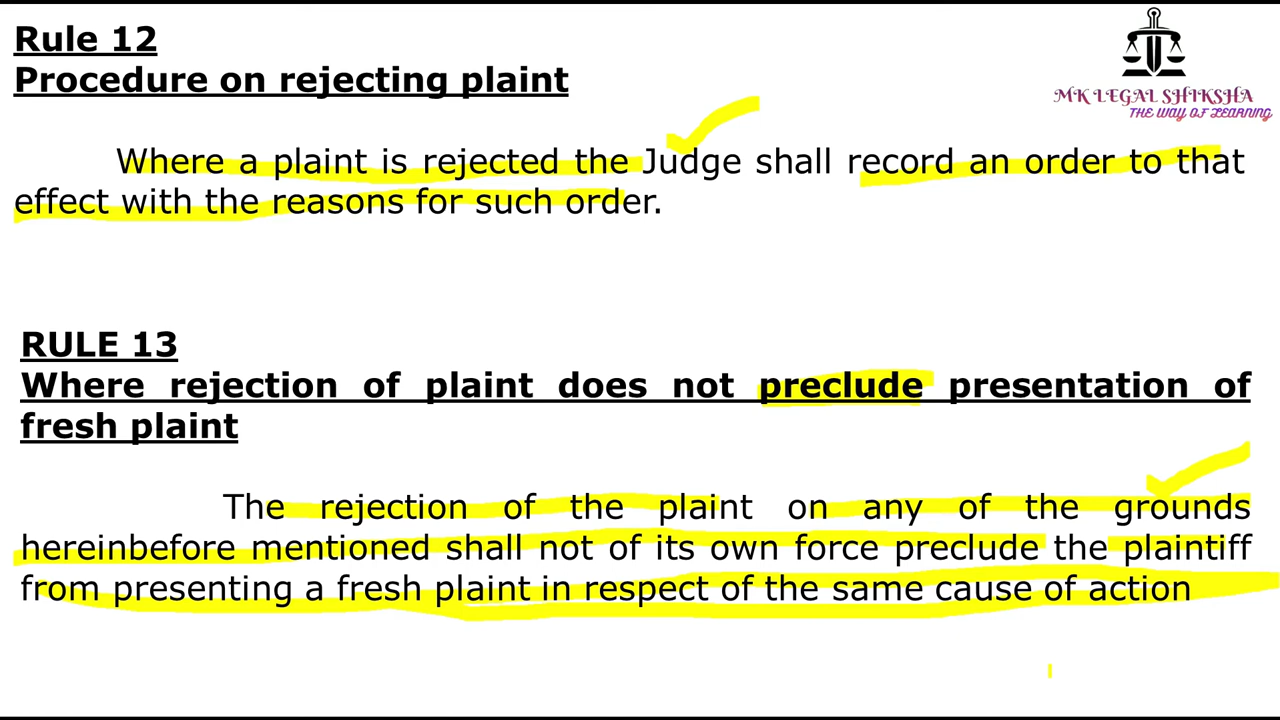 Rule 12
Procedure on rejecting plaint
MK LEGAL SHIKSHA
THE WAY OF LEARNING
Where a plaint is rejected the Judge shall record an order to that
effect with the reasons for such order.
RULE 13
Where rejection of plaint does not preclude presentation of
fresh plaint
The rejection of the plaint on any of the grounds
hereinbefore mentioned shall not of its own force preclude the plaintiff
from presenting a fresh plaint in respect of the same cause of action